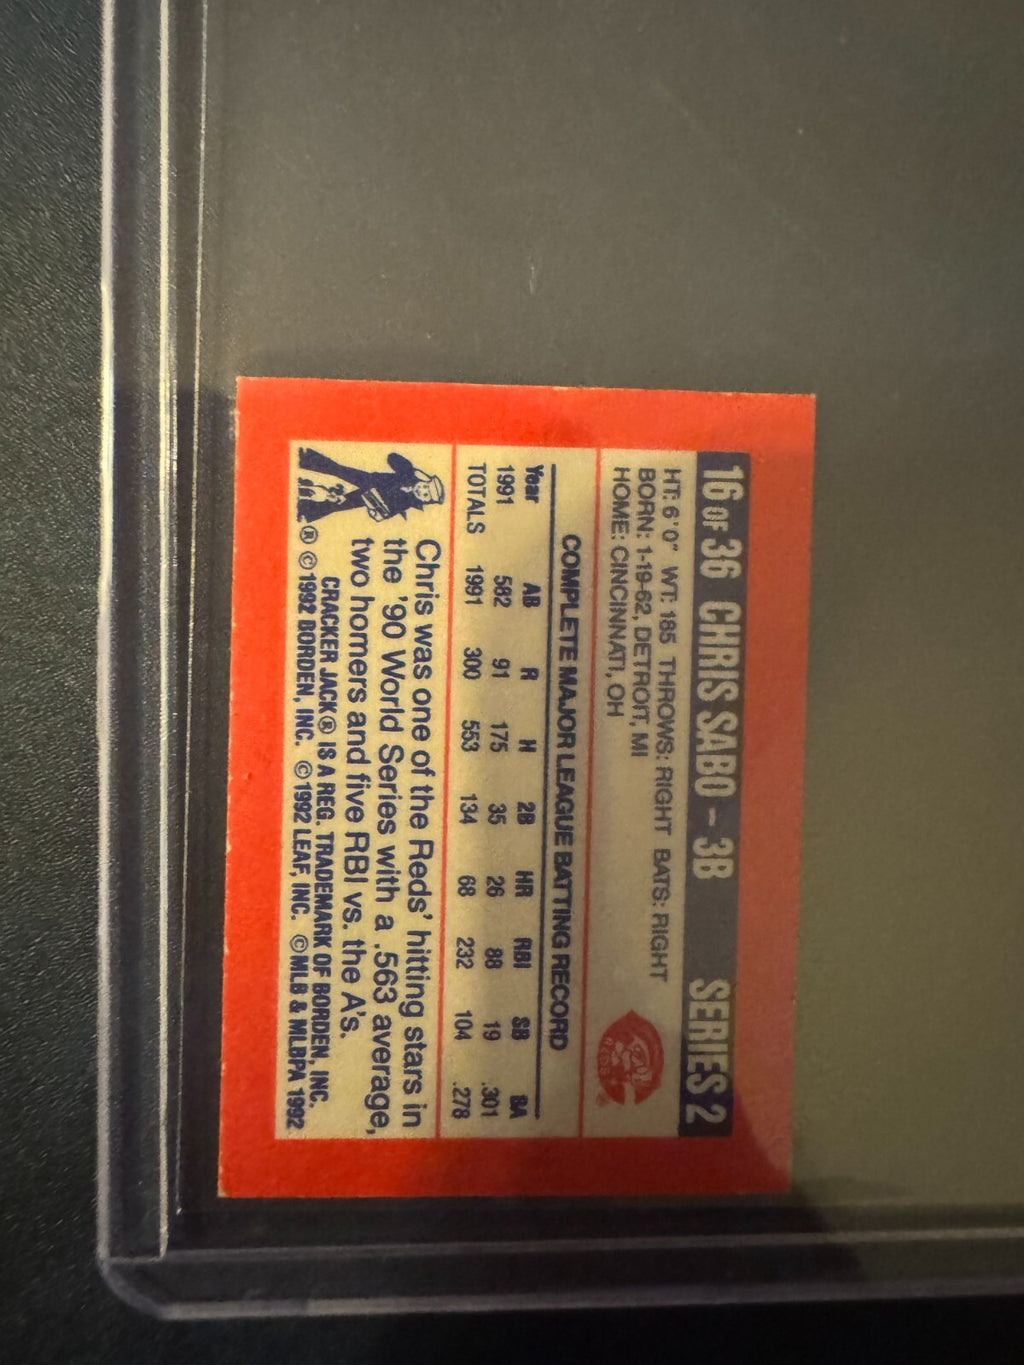 16 OF 36 CHRIS SABO - 3B SERIES 2
HT: 6'0" WT: 185 THROWS: RIGHT BATS: RIGHT
BORN: 1-19-62, DETROIT, MI
HOME: CINCINNATI, OH
REDS ®
COMPLETE MAJOR LEAGUE BATTING RECORD
Year AB R H 2B HR RBI SB BA
1991 582 91 175 35 26 88 19 .301
TOTALS 1991 300 553 134 68 232 104 .278
Chris was one of the Reds' hitting stars in
the '90 World Series with a .563 average,
two homers and five RBI vs. the A's.
CRACKER JACK® IS A REG. TRADEMARK OF BORDEN, INC.
® ©1992 BORDEN, INC. ©1992 LEAF, INC. ©MLB & MLBPA 1992